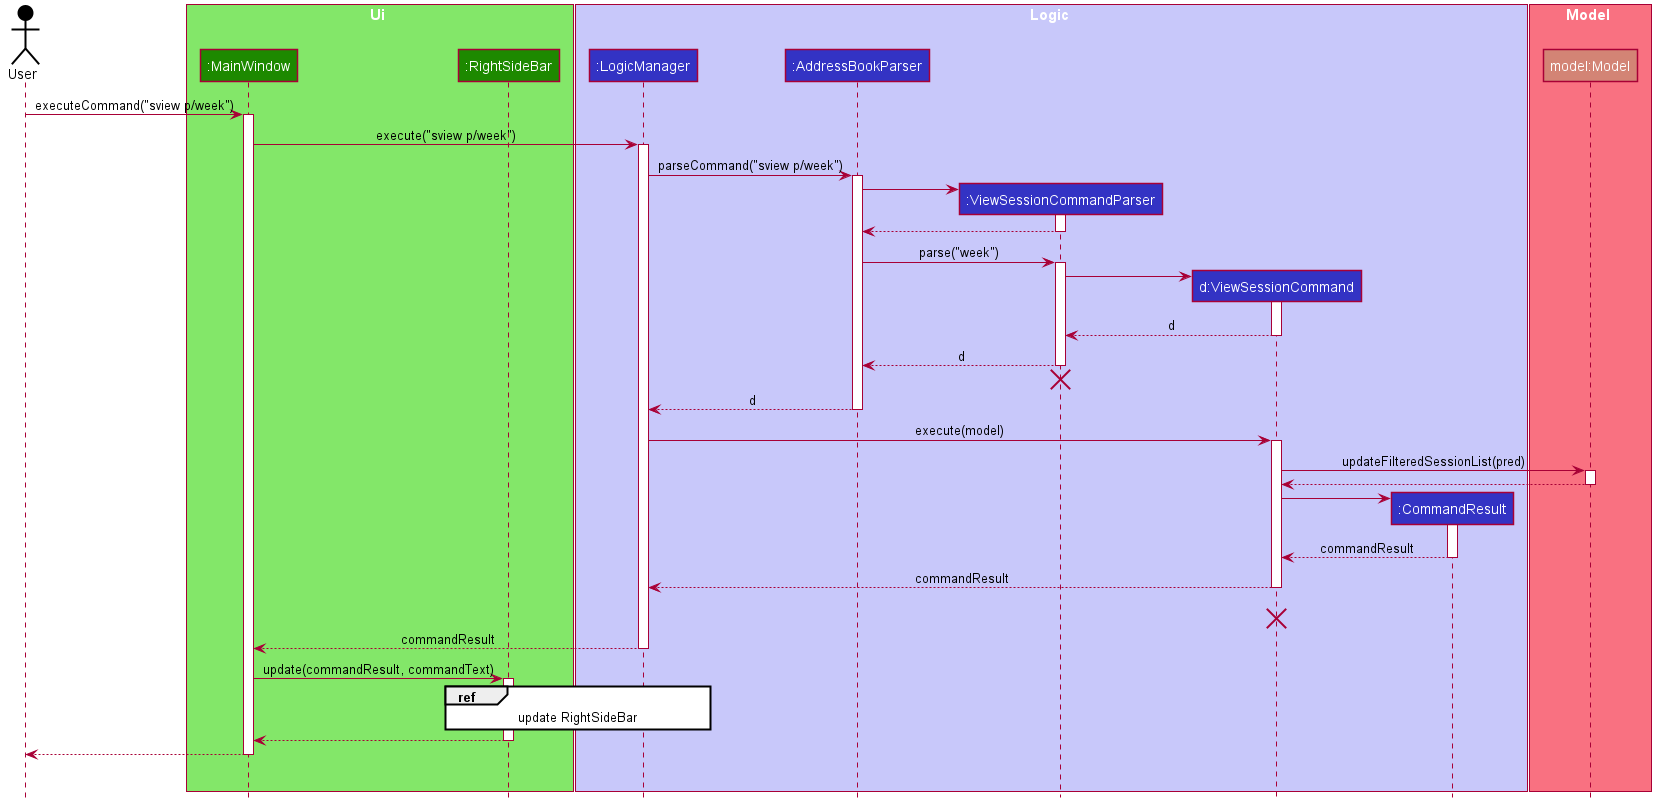 Ui
Logic
Model
User
:MainWindow
:RightSideBar
:LogicManager
:AddressBookParser
model:Model
executeCommand("sview p/week")
execute("sview p/week")
parseCommand("sview p/week")
:ViewSessionCommandParser
parse("week")
d:ViewSessionCommand
d
d
d
execute(model)
updateFilteredSessionList(pred)
:CommandResult
commandResult
commandResult
commandResult
update(commandResult, commandText)
ref
update RightSideBar